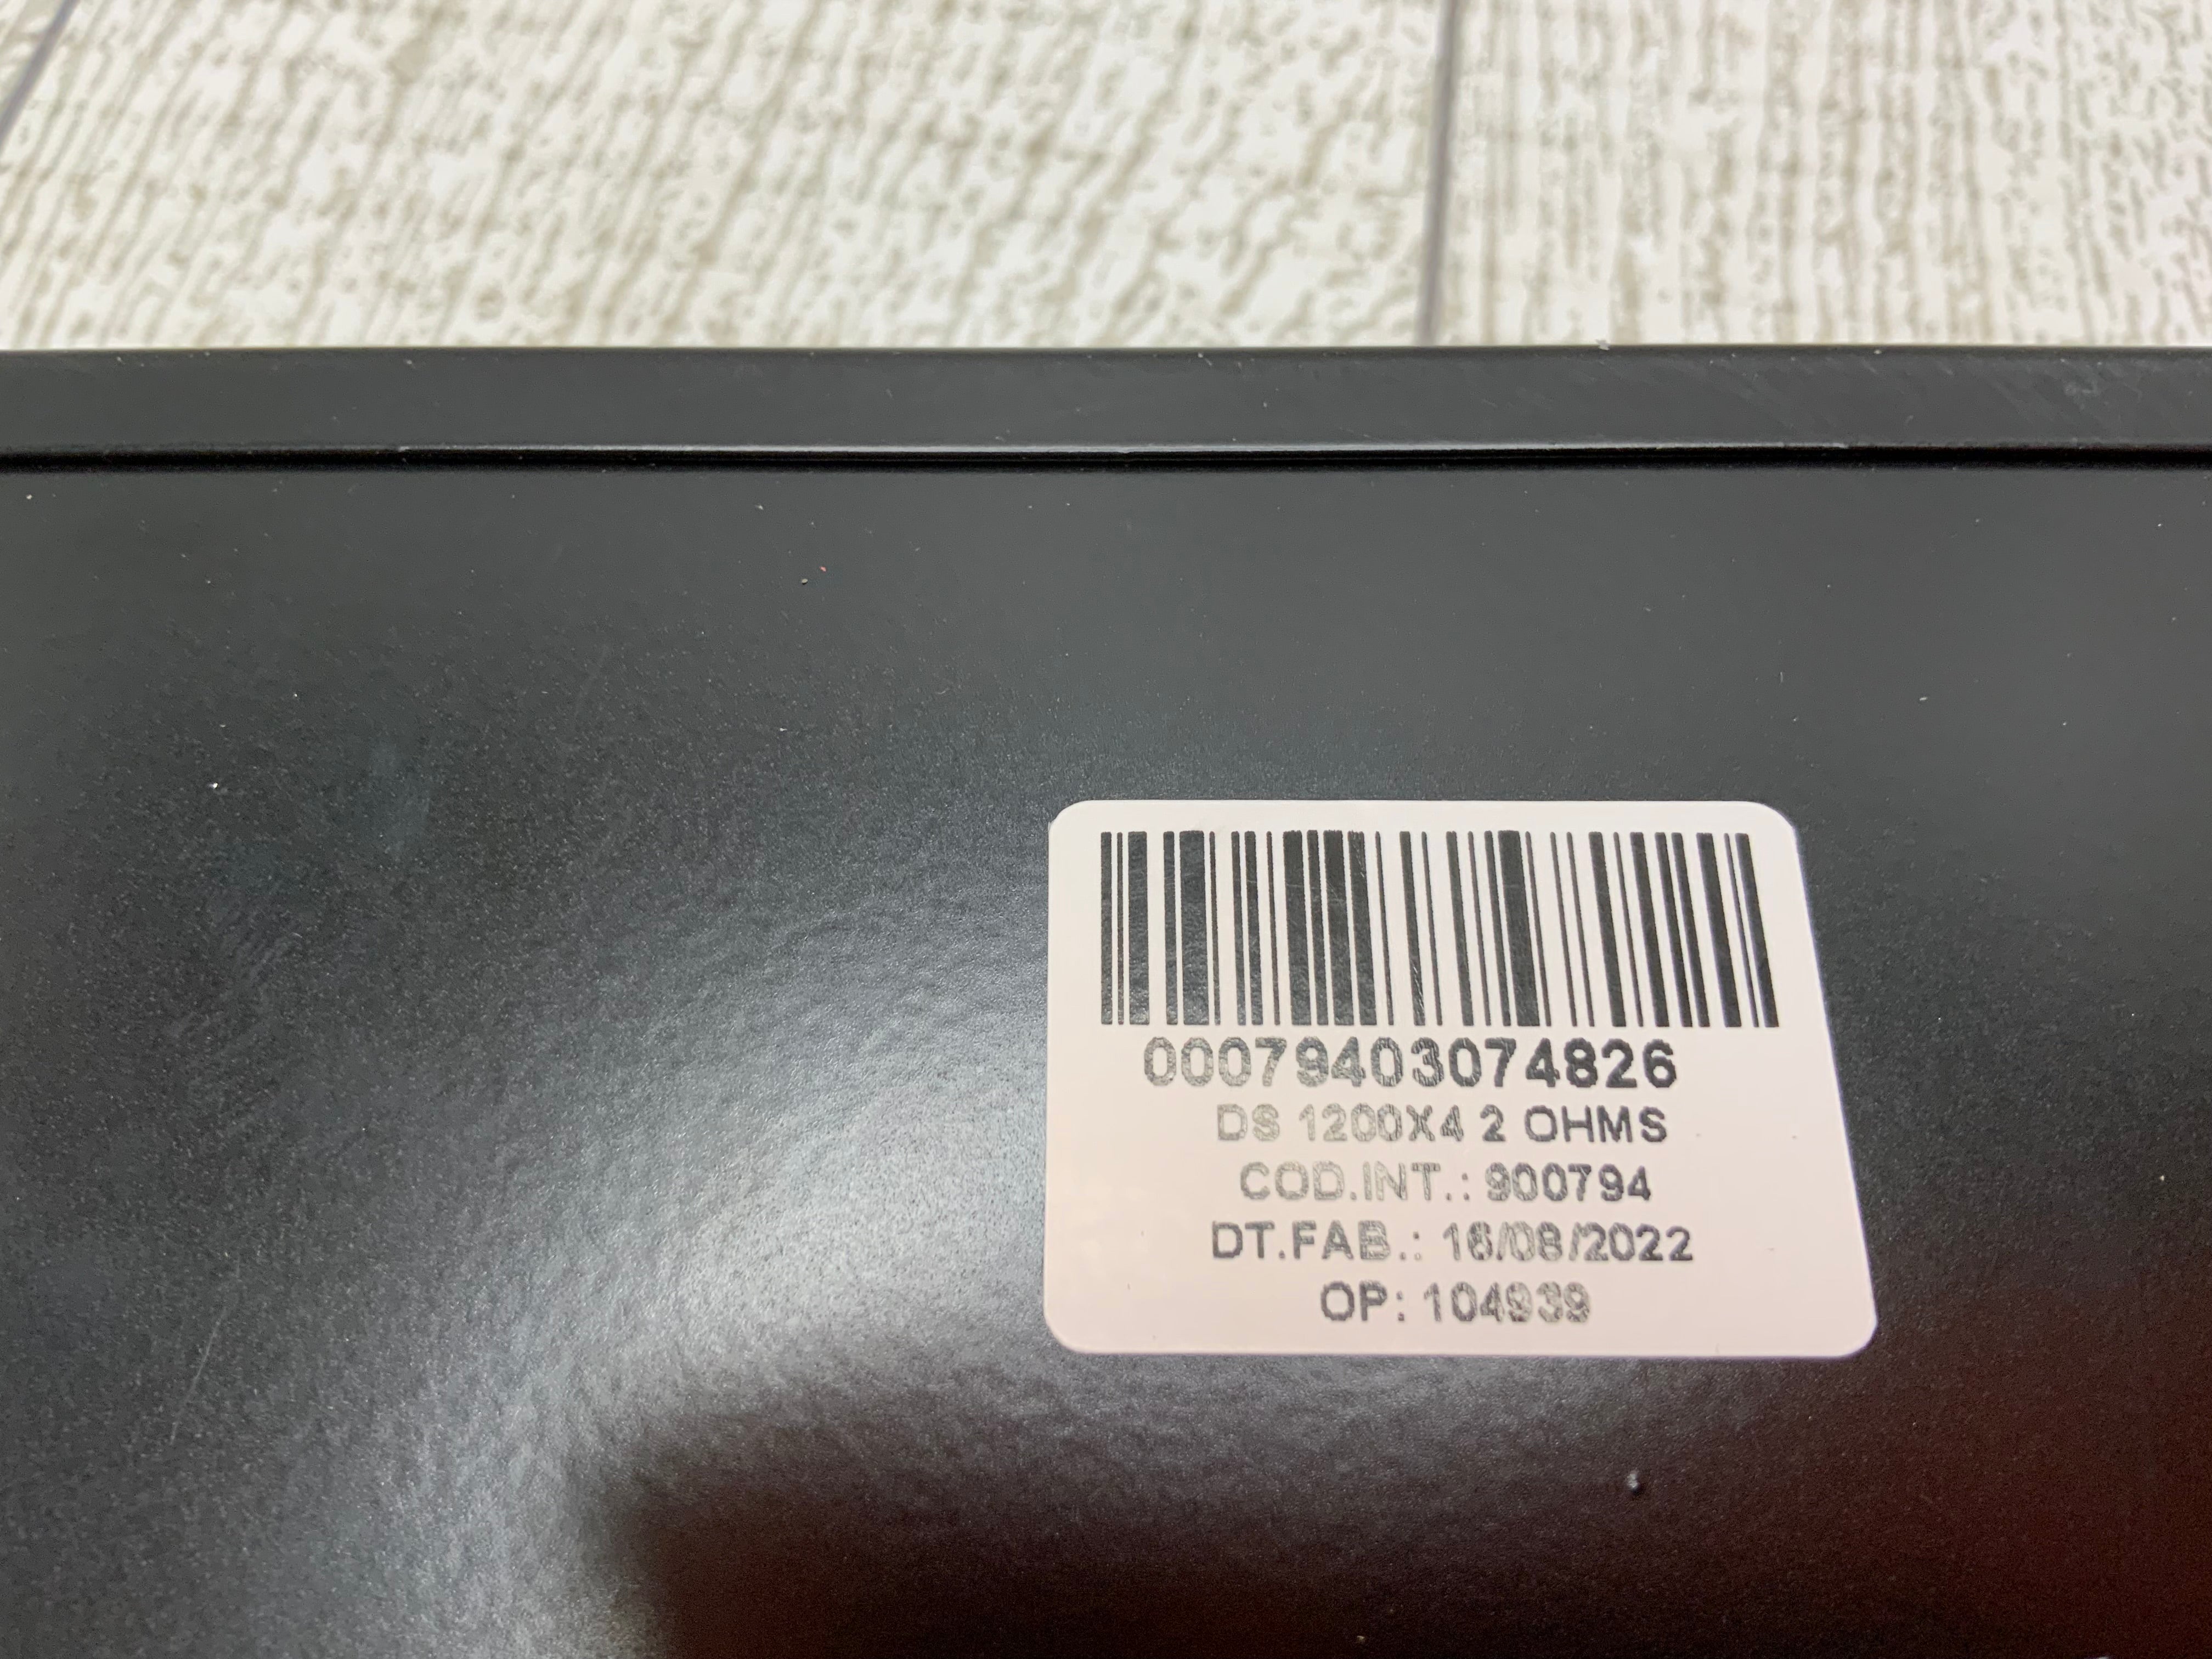 00079403074826
DS 1200X4 2 OHMS
COD.INT.: 900794
DT.FAB.: 16/08/2022
OP: 104939